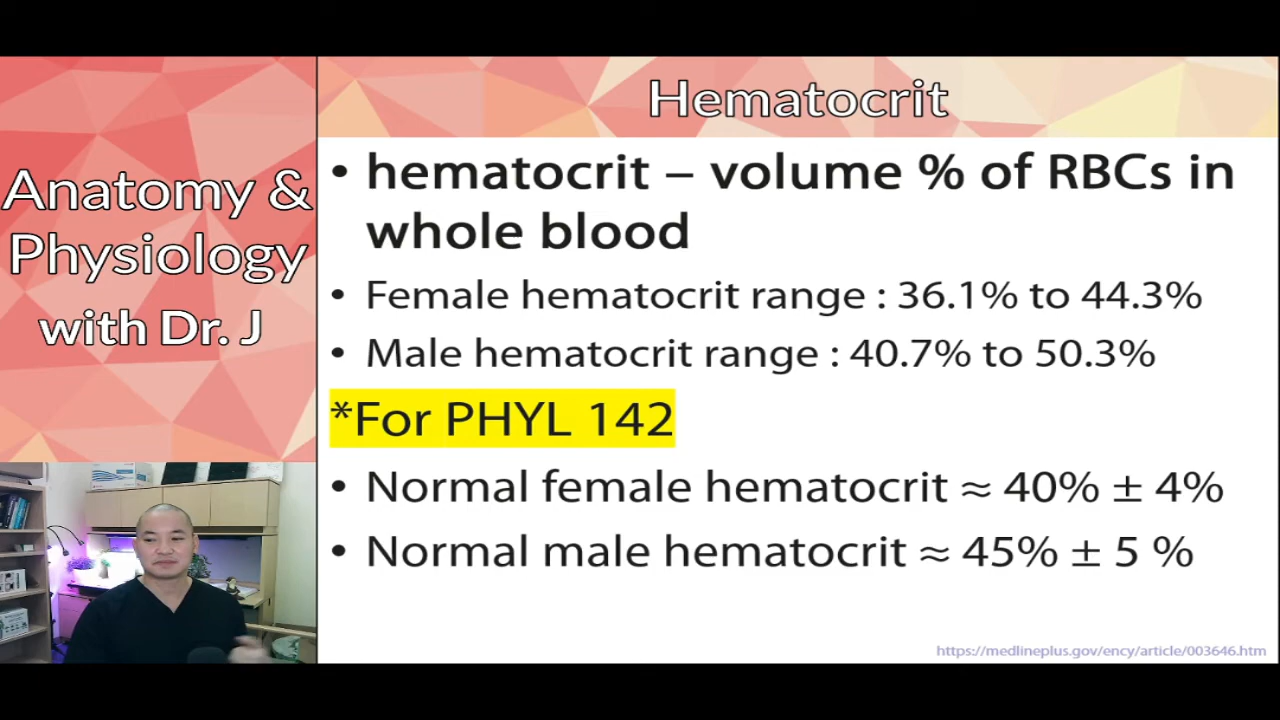 Anatomy &
Physiology
with Dr. J
Hematocrit
• hematocrit – volume % of RBCs in
whole blood
• Female hematocrit range : 36.1% to 44.3%
• Male hematocrit range : 40.7% to 50.3%
*For PHYL 142
• Normal female hematocrit ≈ 40% ± 4%
• Normal male hematocrit ≈ 45% ± 5 %
https://medlineplus.gov/ency/article/003646.htm